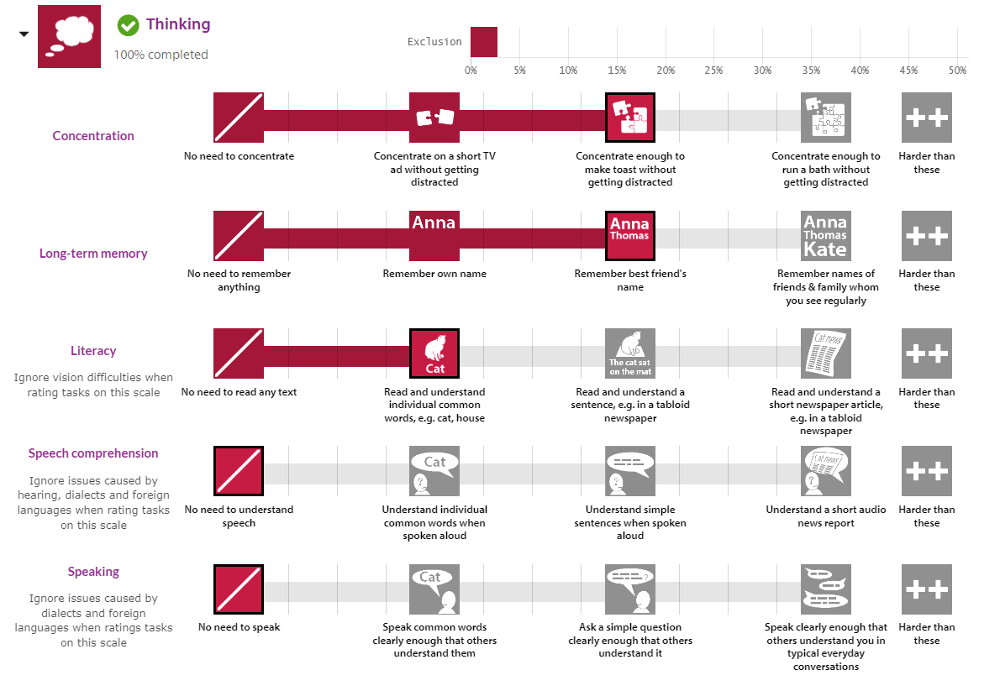 Thinking
100% completed
Exclusion
0% 5% 10% 15% 20% 25% 30% 35% 40% 45% 50%
Concentration
No need to concentrate
Concentrate on a short TV
ad without getting
distracted
Concentrate enough to
make toast without
getting distracted
Concentrate enough to
run a bath without
getting distracted
++
Harder than
these
Long-term memory
No need to remember
anything
Anna
Remember own name
Anna
Thomas
Remember best friend's
name
Anna
Thomas
Kate
Remember names of
friends & family whom
you see regularly
++
Harder than
these
Literacy
Ignore vision difficulties when
rating tasks on this scale
No need to read any text
Cat
Read and understand
individual common
words, e.g. cat, house
The cat sat
on the mat
Read and understand a
sentence, e.g. in a tabloid
newspaper
Cat news
Read and understand a
short newspaper article,
e.g. in a tabloid
newspaper
++
Harder than
these
Speech comprehension
Ignore issues caused by
hearing, dialects and foreign
languages when rating tasks
on this scale
No need to understand
speech
Cat
?
Understand individual
common words when
spoken aloud
?
Understand simple
sentences when spoken
aloud
Cat news
?
Understand a short audio
news report
++
Harder than
these
Speaking
Ignore issues caused by
dialects and foreign
languages when ratings tasks
on this scale
No need to speak
Cat
Speak common words
clearly enough that others
understand them
?
Ask a simple question
clearly enough that others
understand it
Speak clearly enough that
others understand you in
typical everyday
conversations
++
Harder than
these